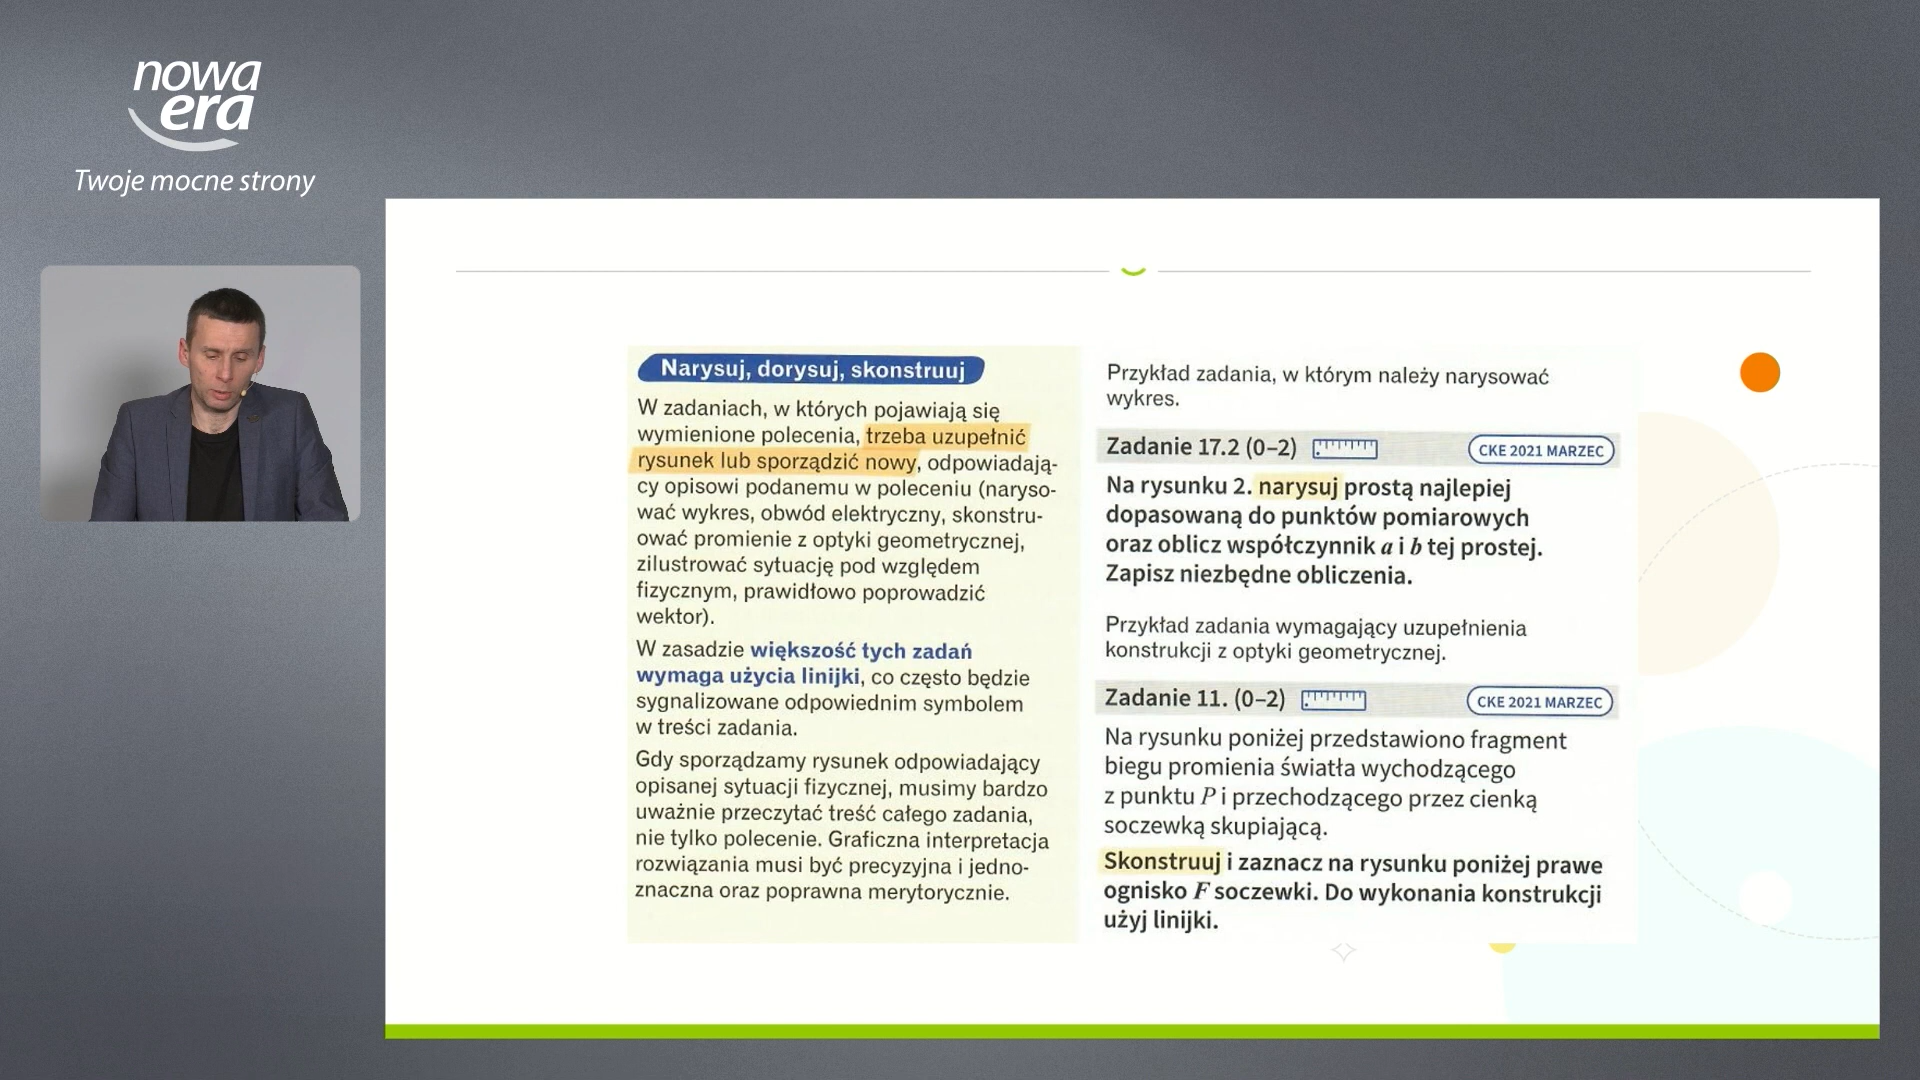 nowa
era
Twoje mocne strony
Narysuj, dorysuj, skonstruuj
W zadaniach, w których pojawiają się
wymienione polecenia, trzeba uzupełnić
rysunek lub sporządzić nowy, odpowiadają-
cy opisowi podanemu w poleceniu (naryso-
wać wykres, obwód elektryczny, skonstru-
ować promienie z optyki geometrycznej,
zilustrować sytuację pod względem
fizycznym, prawidłowo poprowadzić
wektor).
W zasadzie większość tych zadań
wymaga użycia linijki, co często będzie
sygnalizowane odpowiednim symbolem
w treści zadania.
Gdy sporządzamy rysunek odpowiadający
opisanej sytuacji fizycznej, musimy bardzo
uważnie przeczytać treść całego zadania,
nie tylko polecenie. Graficzna interpretacja
rozwiązania musi być precyzyjna i jedno-
znaczna oraz poprawna merytorycznie.
Przykład zadania, w którym należy narysować
wykres.
Zadanie 17.2 (0–2) CKE 2021 MARZEC
Na rysunku 2. narysuj prostą najlepiej
dopasowaną do punktów pomiarowych
oraz oblicz współczynnik a i b tej prostej.
Zapisz niezbędne obliczenia.
Przykład zadania wymagający uzupełnienia
konstrukcji z optyki geometrycznej.
Zadanie 11. (0–2) CKE 2021 MARZEC
Na rysunku poniżej przedstawiono fragment
biegu promienia światła wychodzącego
z punktu P i przechodzącego przez cienką
soczewką skupiającą.
Skonstruuj i zaznacz na rysunku poniżej prawe
ognisko F soczewki. Do wykonania konstrukcji
użyj linijki.